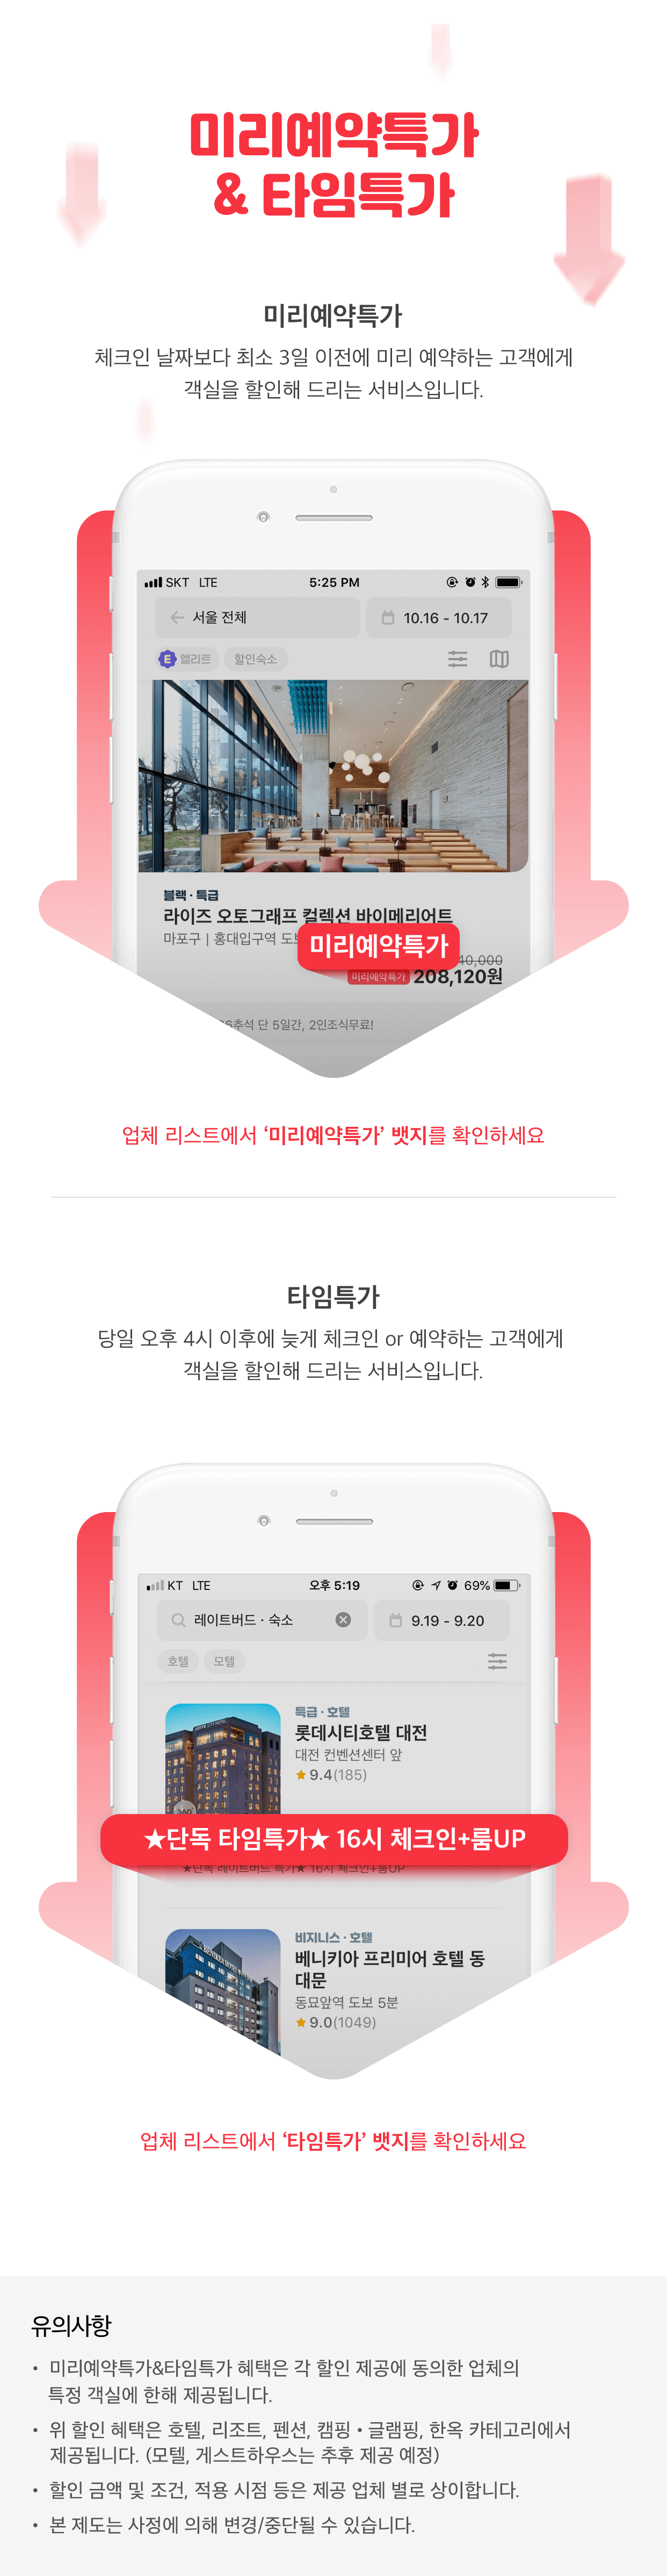 미리예약특가
& 타임특가
미리예약특가
체크인 날짜보다 최소 3일 이전에 미리 예약하는 고객에게
객실을 할인해 드리는 서비스입니다.
SKT LTE 5:25 PM
서울 전체 10.16 - 10.17
E 엘리트 할인숙소
블랙 · 특급
라이즈 오토그래프 컬렉션 바이메리어트
마포구 | 홍대입구역
미리예약특가
40,000
미리예약특가 208,120원
추석 단 5일간, 2인조식무료!
업체 리스트에서 ‘미리예약특가’ 뱃지를 확인하세요
타임특가
당일 오후 4시 이후에 늦게 체크인 or 예약하는 고객에게
객실을 할인해 드리는 서비스입니다.
KT LTE 오후 5:19 69%
레이트버드 · 숙소 9.19 - 9.20
호텔 모텔
특급 · 호텔
롯데시티호텔 대전
대전 컨벤션센터 앞
★ 9.4(185)
360°
★단독 타임특가★ 16시 체크인+룸UP
★단독 레이트버드 특가★ 16시 체크인+룸UP
비지니스 · 호텔
베니키아 프리미어 호텔 동
대문
동묘앞역 도보 5분
★ 9.0(1049)
업체 리스트에서 ‘타임특가’ 뱃지를 확인하세요
유의사항
• 미리예약특가&타임특가 혜택은 각 할인 제공에 동의한 업체의
특정 객실에 한해 제공됩니다.
• 위 할인 혜택은 호텔, 리조트, 펜션, 캠핑 • 글램핑, 한옥 카테고리에서
제공됩니다. (모텔, 게스트하우스는 추후 제공 예정)
• 할인 금액 및 조건, 적용 시점 등은 제공 업체 별로 상이합니다.
• 본 제도는 사정에 의해 변경/중단될 수 있습니다.